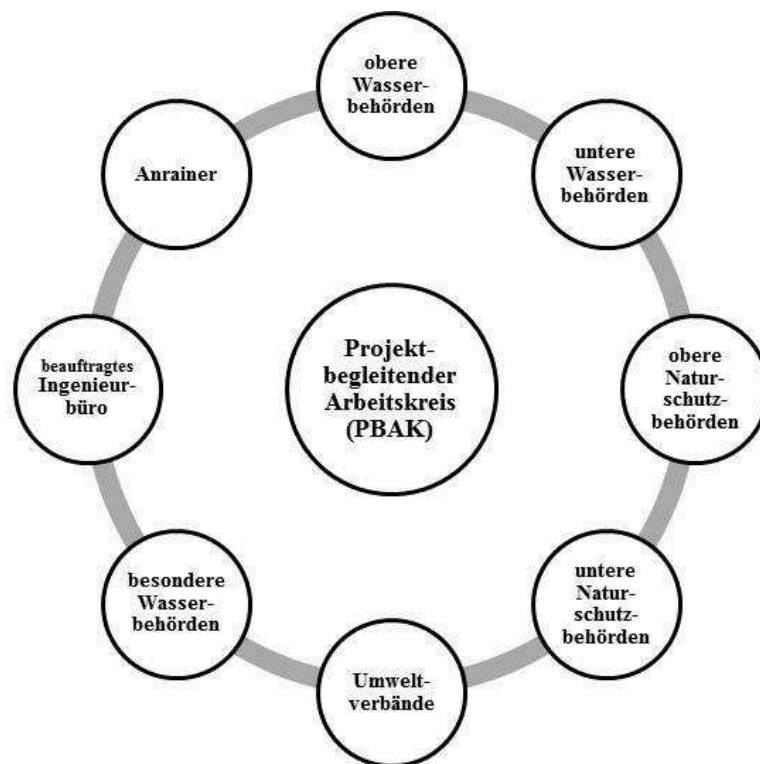 obere
Wasser-
behörden
untere
Wasser-
behörden
obere
Natur-
schutz-
behörden
untere
Natur-
schutz-
behörden
Umwelt-
verbände
besondere
Wasser-
behörden
beauftragtes
Ingenieur-
büro
Anrainer
Projekt-
begleitender
Arbeitskreis
(PBAK)